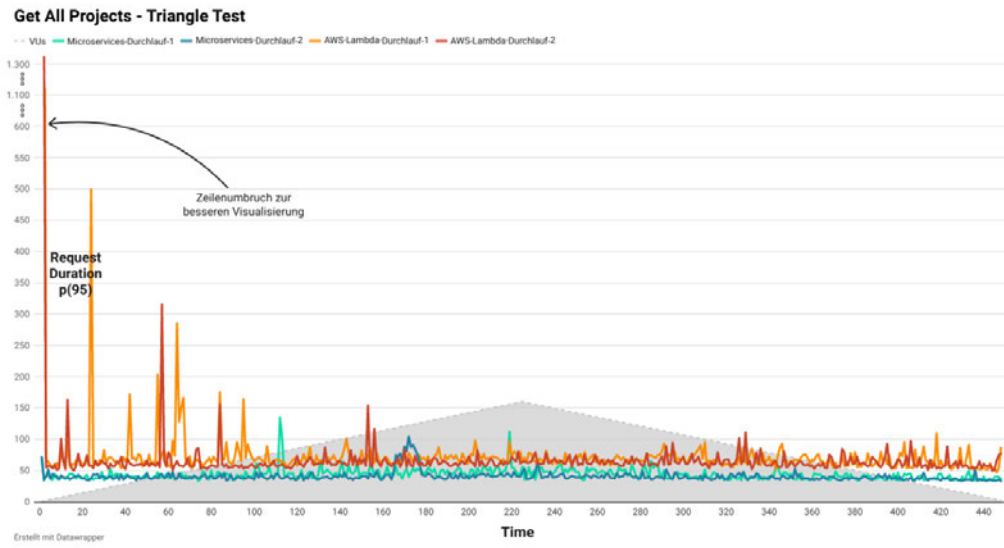 Get All Projects - Triangle Test
VUs Microservices-Durchlauf-1 Microservices-Durchlauf-2 AWS-Lambda-Durchlauf-1 AWS-Lambda-Durchlauf-2
1.300
1.100
600
550
500
450
400
350
300
250
200
150
100
50
0
Zeilenumbruch zur
besseren Visualisierung
Request
Duration
p(95)
0 20 40 60 80 100 120 140 160 180 200 220 240 260 280 300 320 340 360 380 400 420 440
Time
Erstellt mit Datawrapper